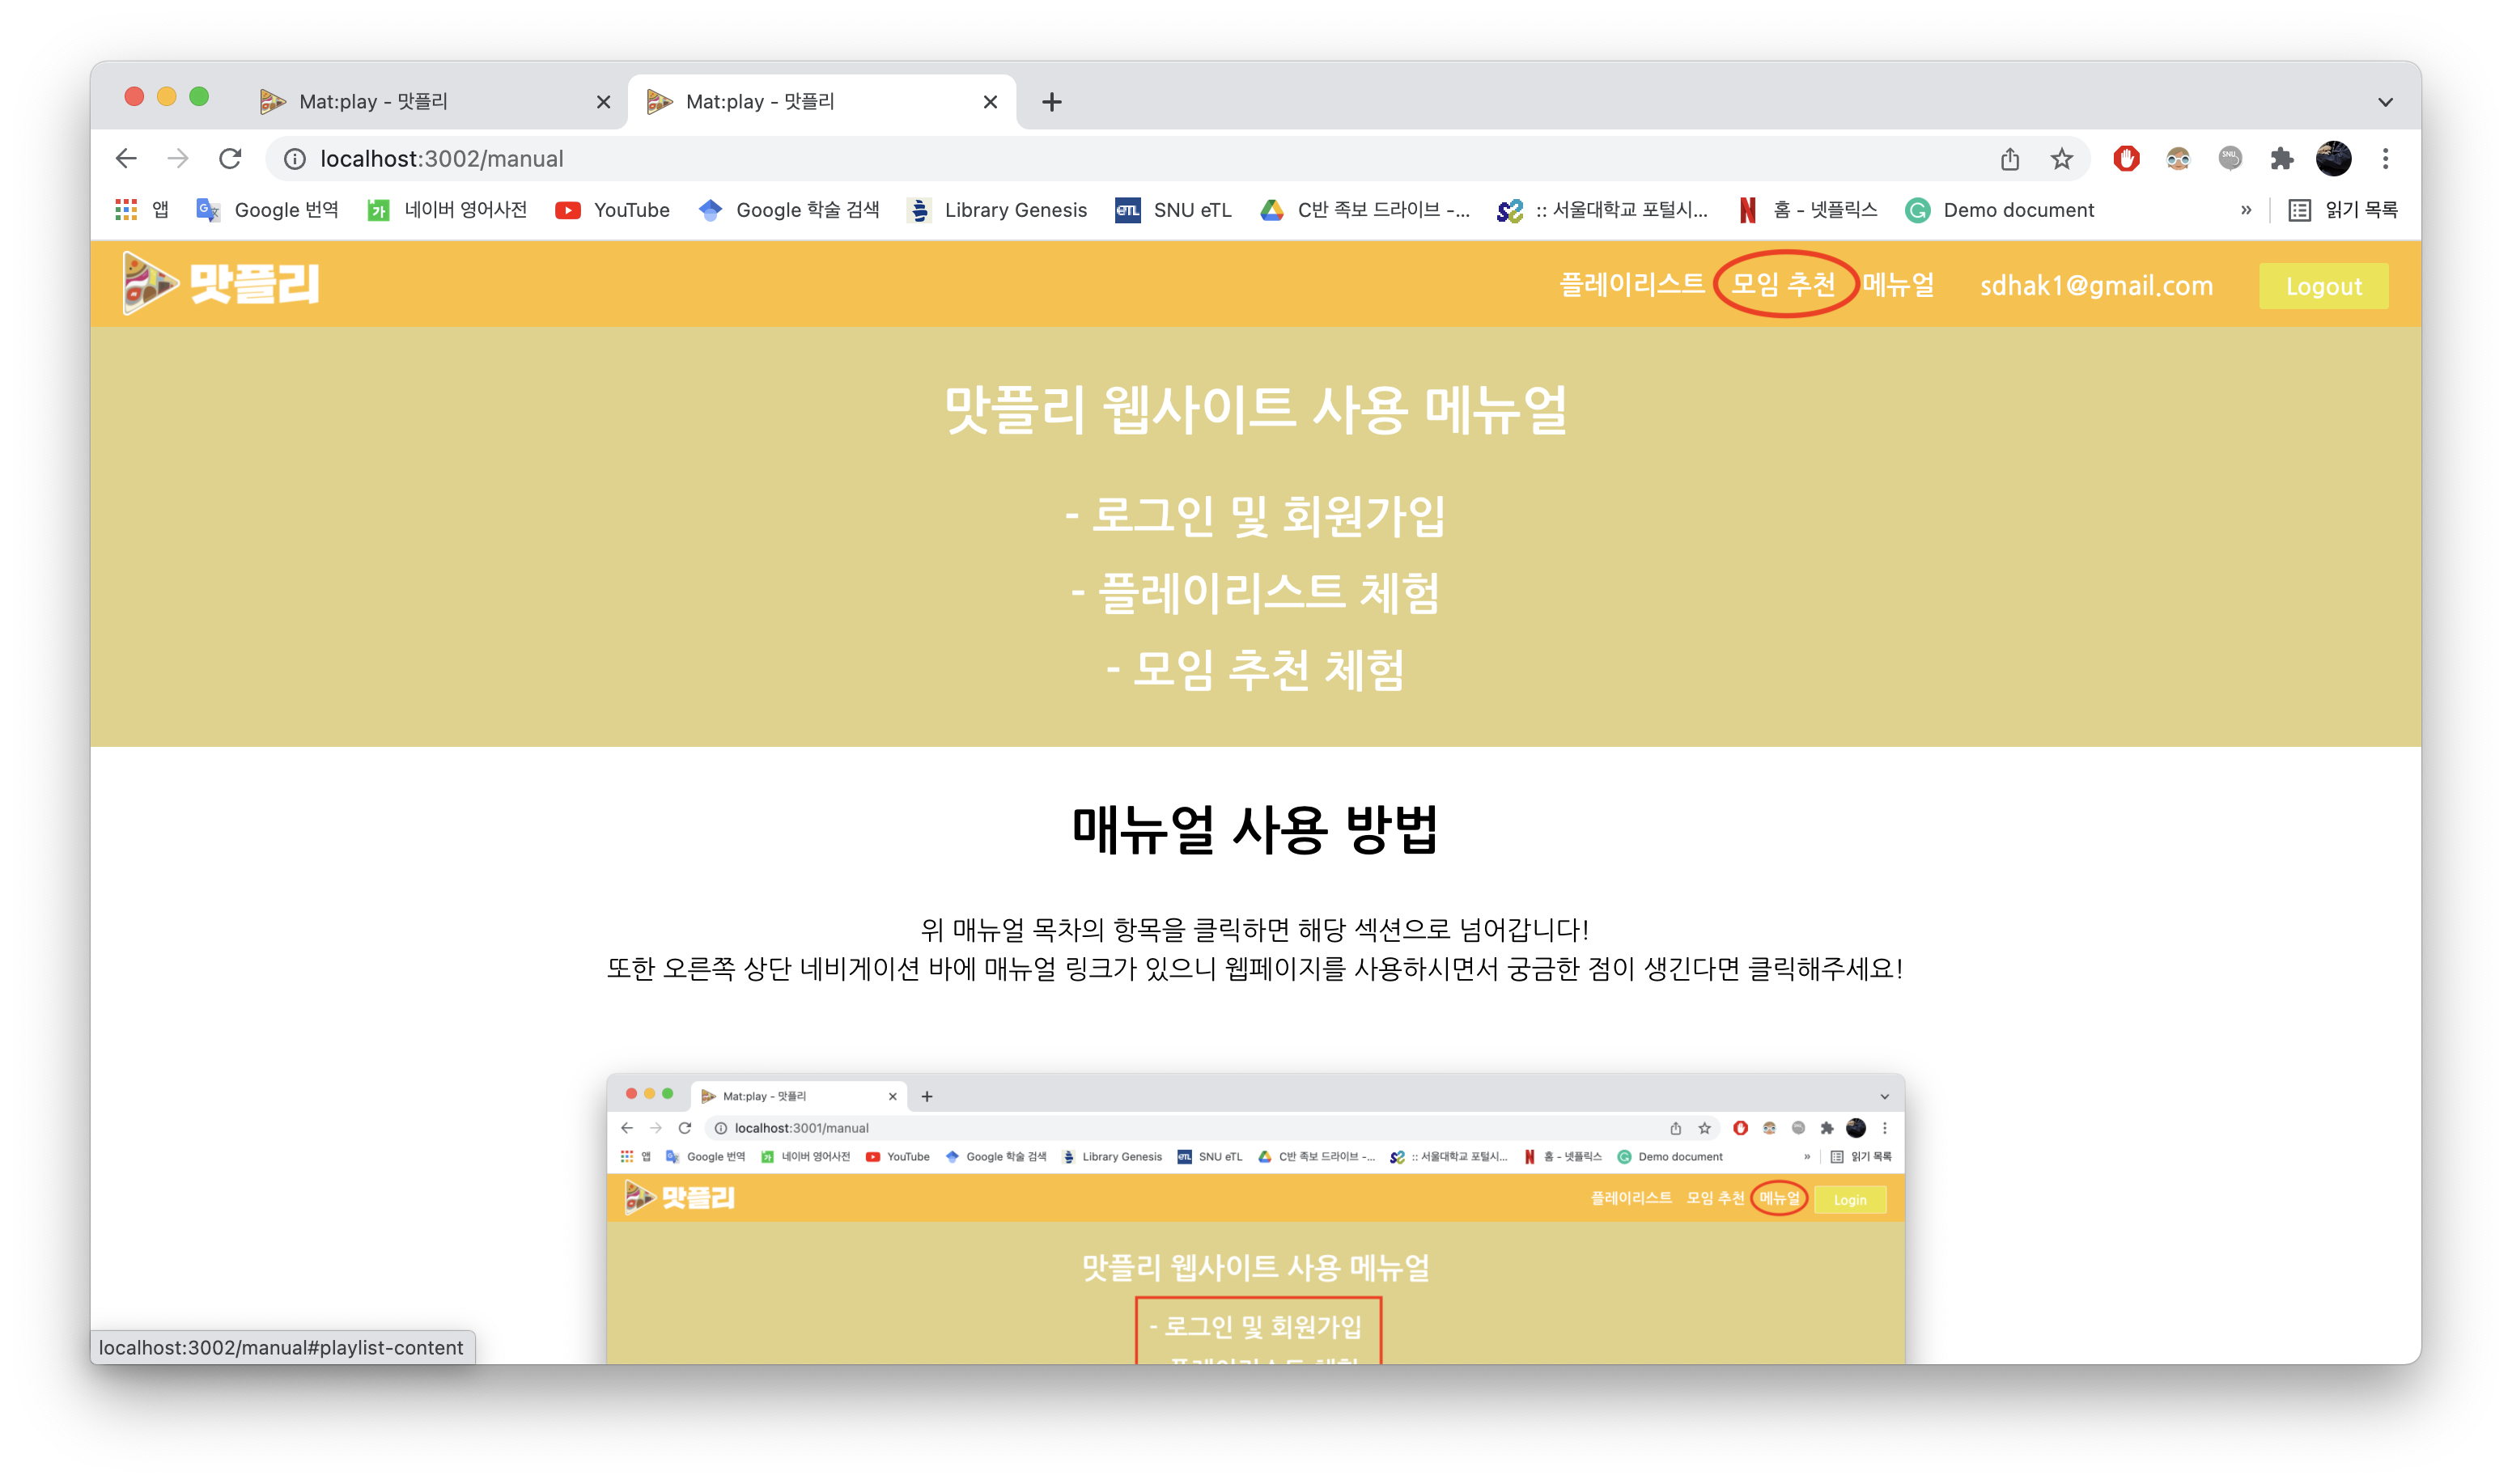 Mat:play - 맛플리
Mat:play - 맛플리
localhost:3002/manual
앱 Google 번역 네이버 영어사전 YouTube Google 학술 검색 Library Genesis SNU eTL C반 족보 드라이브 -... :: 서울대학교 포털시... 홈 - 넷플릭스 Demo document » 읽기 목록
맛플리 플레이리스트 모임 추천 메뉴얼 sdhak1@gmail.com Logout
맛플리 웹사이트 사용 메뉴얼
- 로그인 및 회원가입
- 플레이리스트 체험
- 모임 추천 체험
매뉴얼 사용 방법
위 매뉴얼 목차의 항목을 클릭하면 해당 섹션으로 넘어갑니다!
또한 오른쪽 상단 네비게이션 바에 매뉴얼 링크가 있으니 웹페이지를 사용하시면서 궁금한 점이 생긴다면 클릭해주세요!
Mat:play - 맛플리
localhost:3001/manual
앱 Google 번역 네이버 영어사전 YouTube Google 학술 검색 Library Genesis SNU eTL C반 족보 드라이브 -... :: 서울대학교 포털시... 홈 - 넷플릭스 Demo document » 읽기 목록
맛플리 플레이리스트 모임 추천 메뉴얼 Login
맛플리 웹사이트 사용 메뉴얼
- 로그인 및 회원가입
localhost:3002/manual#playlist-content